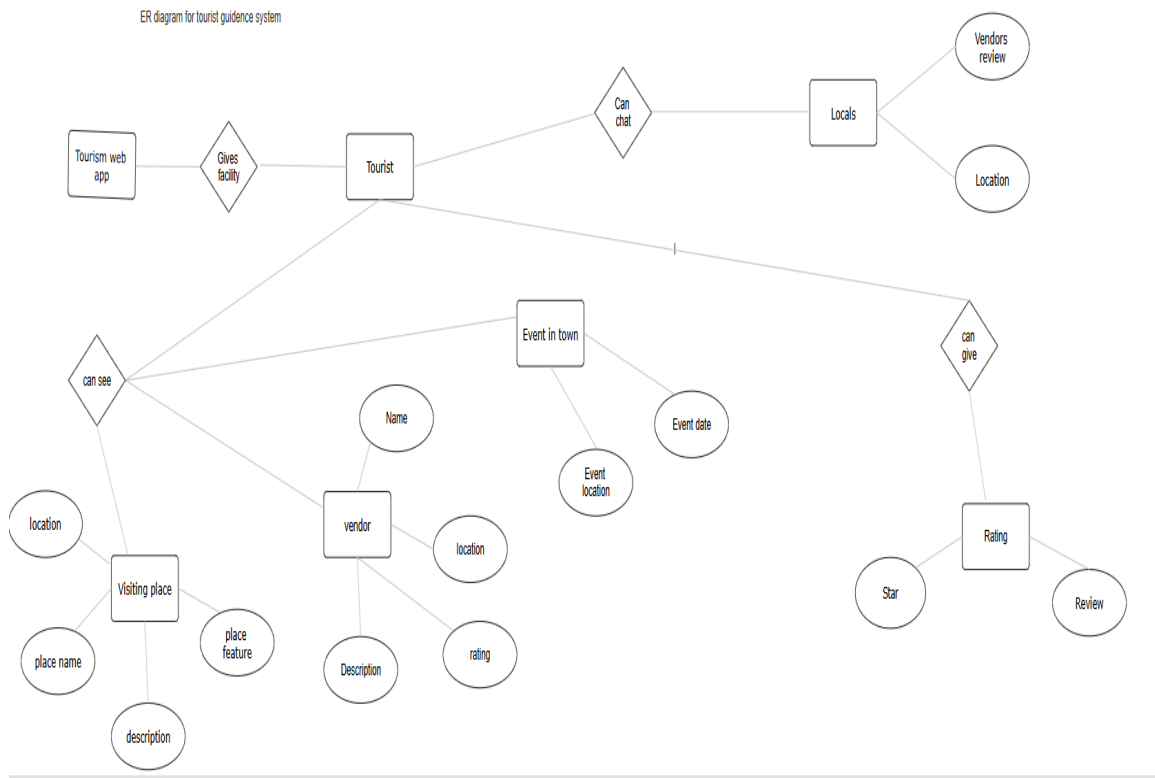 ER diagram for tourist guidence system
Vendors
review
Can
chat
Locals
Tourism web
app
Gives
facility
Tourist
Location
Event in town
can
give
can see
Name
Event date
Event
location
location
vendor
location
Rating
Visiting place
Star
Review
place name
place
feature
Description
rating
description